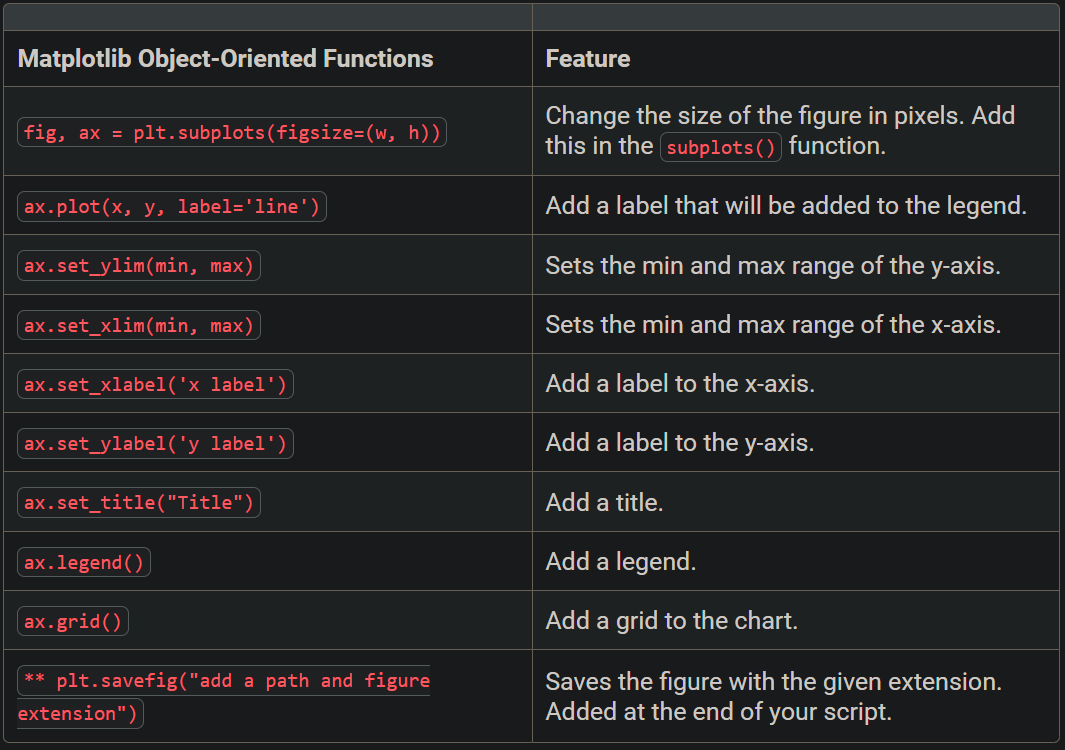 Matplotlib Object-Oriented Functions
Feature
fig, ax = plt.subplots(figsize=(w, h))
Change the size of the figure in pixels. Add
this in the subplots() function.
ax.plot(x, y, label='line')
Add a label that will be added to the legend.
ax.set_ylim(min, max)
Sets the min and max range of the y-axis.
ax.set_xlim(min, max)
Sets the min and max range of the x-axis.
ax.set_xlabel('x label')
Add a label to the x-axis.
ax.set_ylabel('y label')
Add a label to the y-axis.
ax.set_title("Title")
Add a title.
ax.legend()
Add a legend.
ax.grid()
Add a grid to the chart.
** plt.savefig("add a path and figure
extension")
Saves the figure with the given extension.
Added at the end of your script.